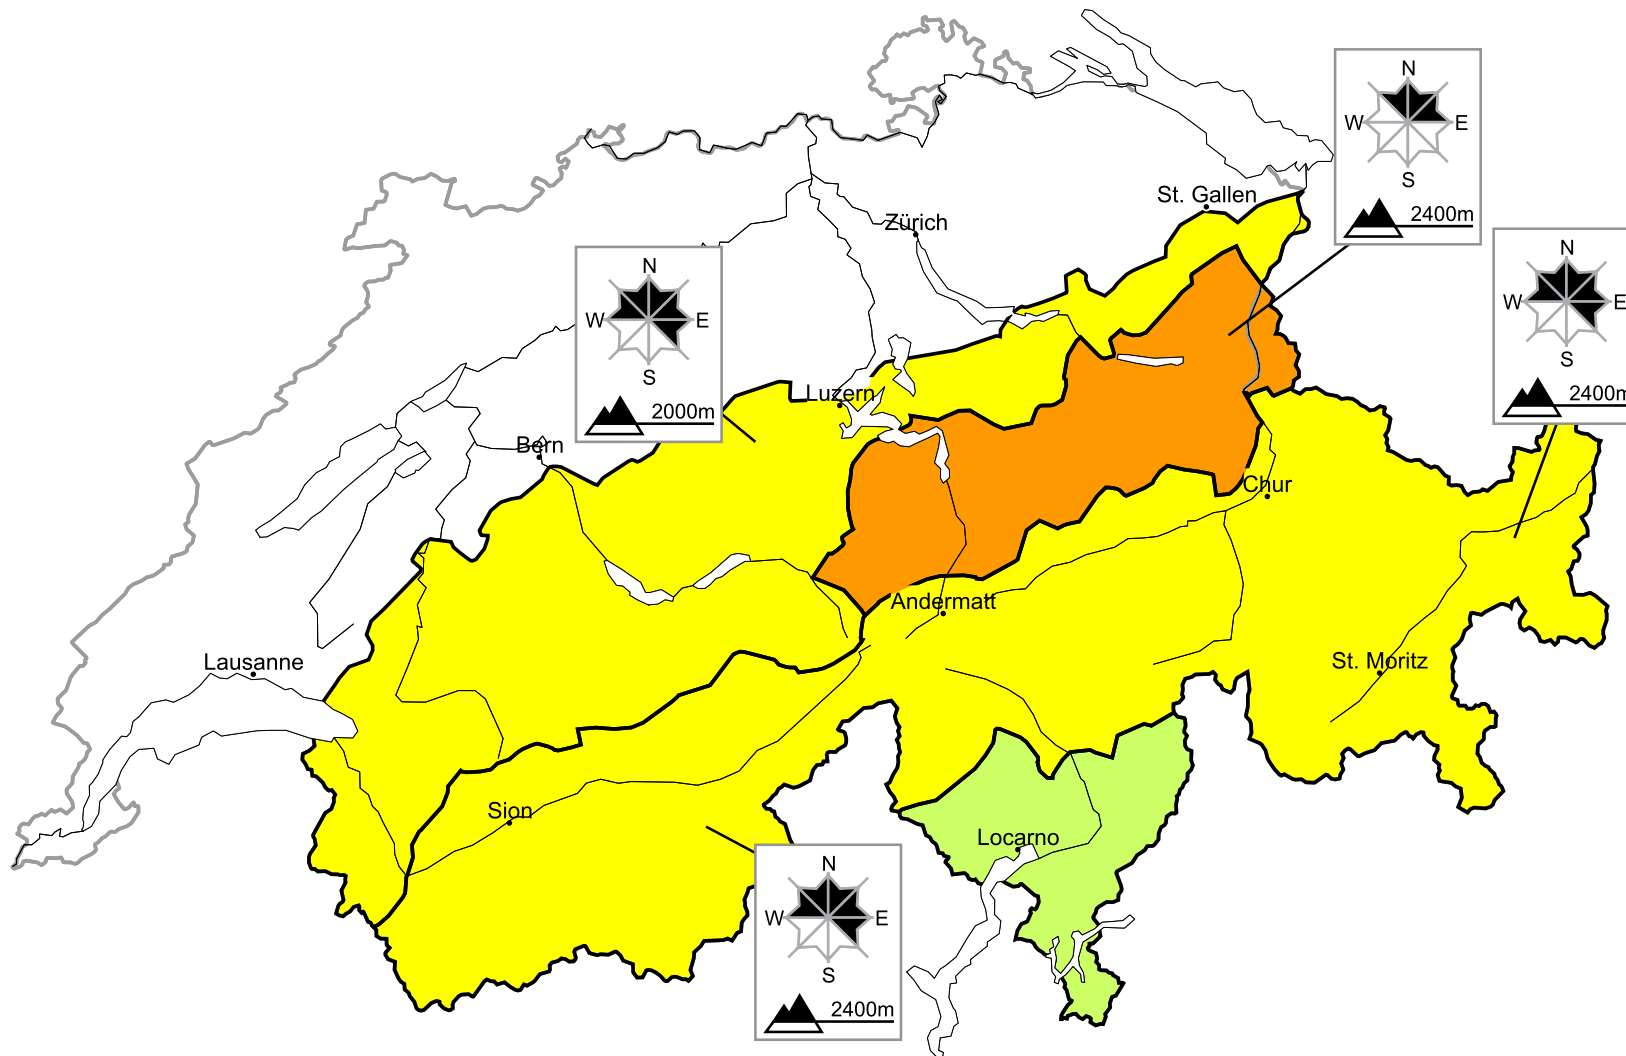 N
W E
S
2400m
St. Gallen
Zürich
N
W E
S
2400m
N
W E
S
2000m
Luzern
Bern
Chur
Andermatt
Lausanne
St. Moritz
Sion
Locarno
N
W E
S
2400m